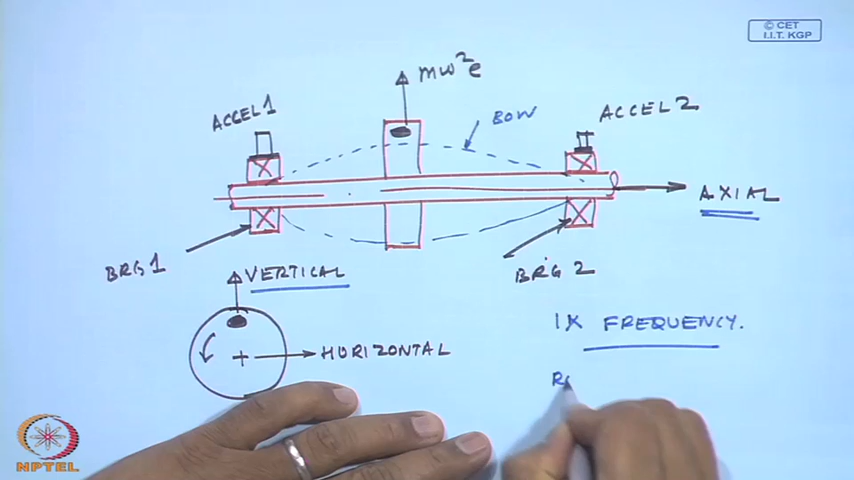 © CET
I.I.T. KGP
mω²e
ACCEL 1
BOW
ACCEL 2
AXIAL
BRG 1
BRG 2
VERTICAL
HORIZONTAL
1X FREQUENCY.
NPTEL